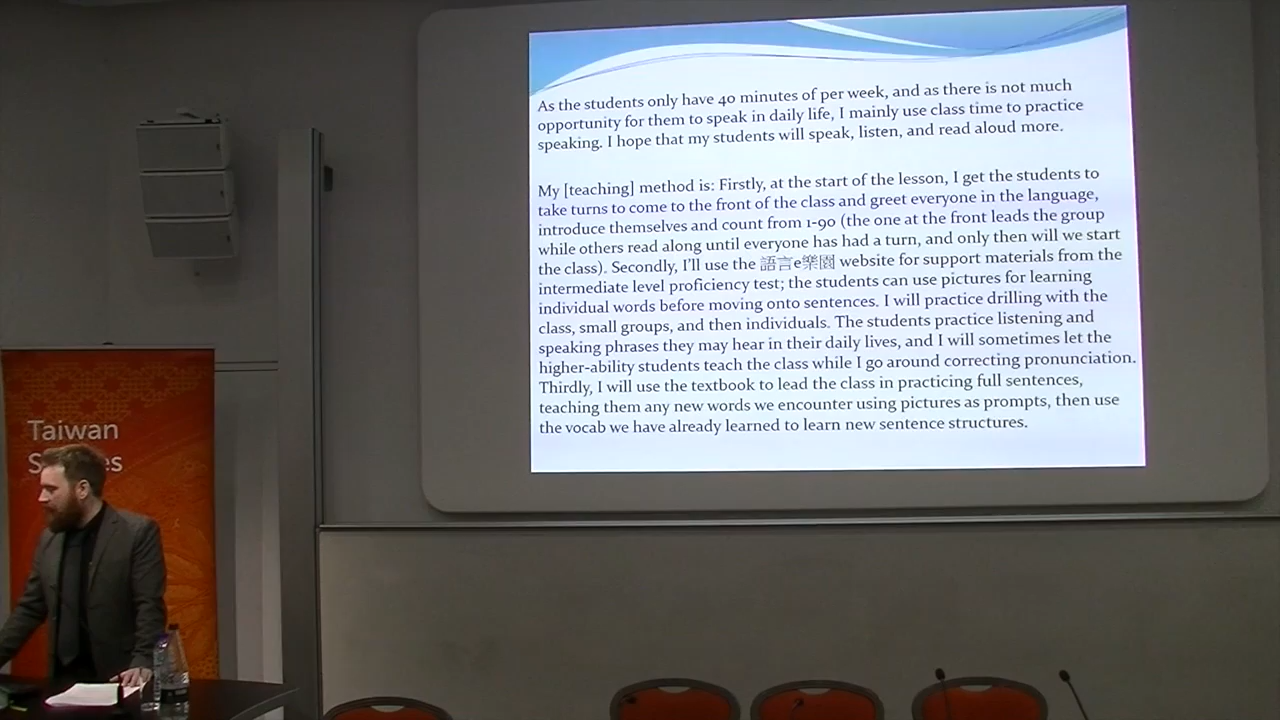 As the students only have 40 minutes of per week, and as there is not much
opportunity for them to speak in daily life, I mainly use class time to practice
speaking. I hope that my students will speak, listen, and read aloud more.
My [teaching] method is: Firstly, at the start of the lesson, I get the students to
take turns to come to the front of the class and greet everyone in the language,
introduce themselves and count from 1-90 (the one at the front leads the group
while others read along until everyone has had a turn, and only then will we start
the class). Secondly, I'll use the 語言e樂園 website for support materials from the
intermediate level proficiency test; the students can use pictures for learning
individual words before moving onto sentences. I will practice drilling with the
class, small groups, and then individuals. The students practice listening and
speaking phrases they may hear in their daily lives, and I will sometimes let the
higher-ability students teach the class while I go around correcting pronunciation.
Thirdly, I will use the textbook to lead the class in practicing full sentences,
teaching them any new words we encounter using pictures as prompts, then use
the vocab we have already learned to learn new sentence structures.
Taiwan